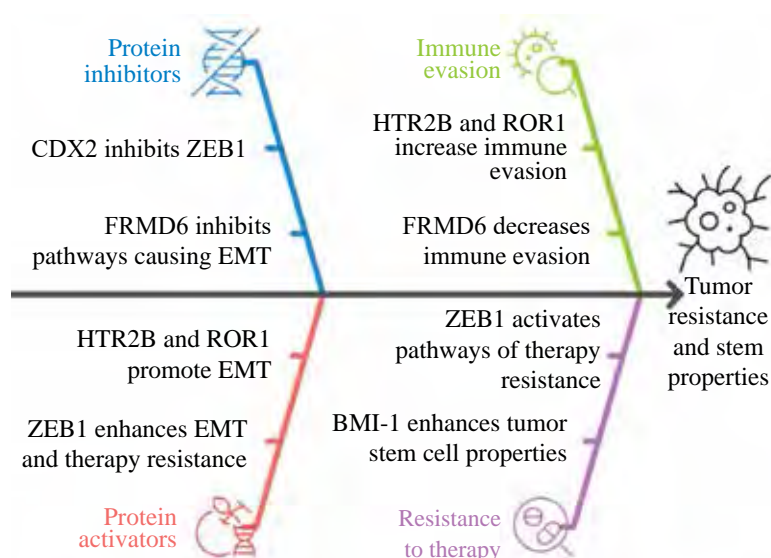 Protein
inhibitors
CDX2 inhibits ZEB1
FRMD6 inhibits
pathways causing EMT
Immune
evasion
HTR2B and ROR1
increase immune
evasion
FRMD6 decreases
immune evasion
Tumor
resistance
and stem
properties
HTR2B and ROR1
promote EMT
ZEB1 enhances EMT
and therapy resistance
Protein
activators
ZEB1 activates
pathways of therapy
resistance
BMI-1 enhances tumor
stem cell properties
Resistance
to therapy